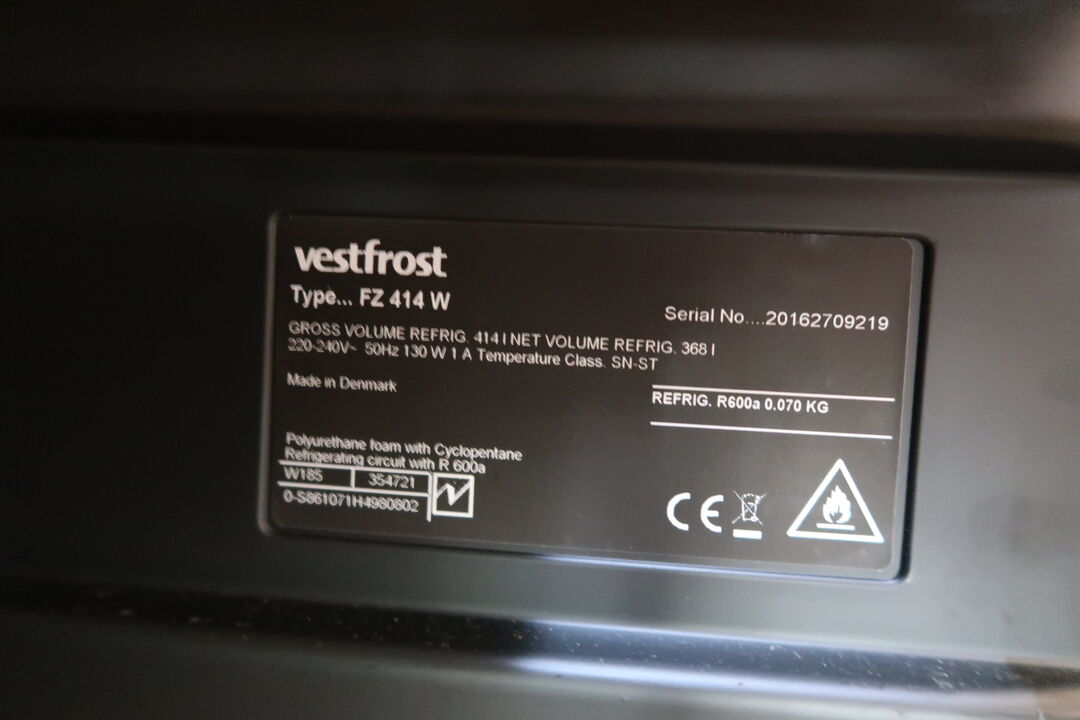 vestfrost
Type... FZ 414 W
Serial No....20162709219
GROSS VOLUME REFRIG. 414 l NET VOLUME REFRIG. 368 l
220-240V~ 50Hz 130 W 1 A Temperature Class. SN-ST
Made in Denmark
REFRIG. R600a 0.070 KG
Polyurethane foam with Cyclopentane
Refrigerating circuit with R 600a
W185 354721
0-S861071H4980802
CE